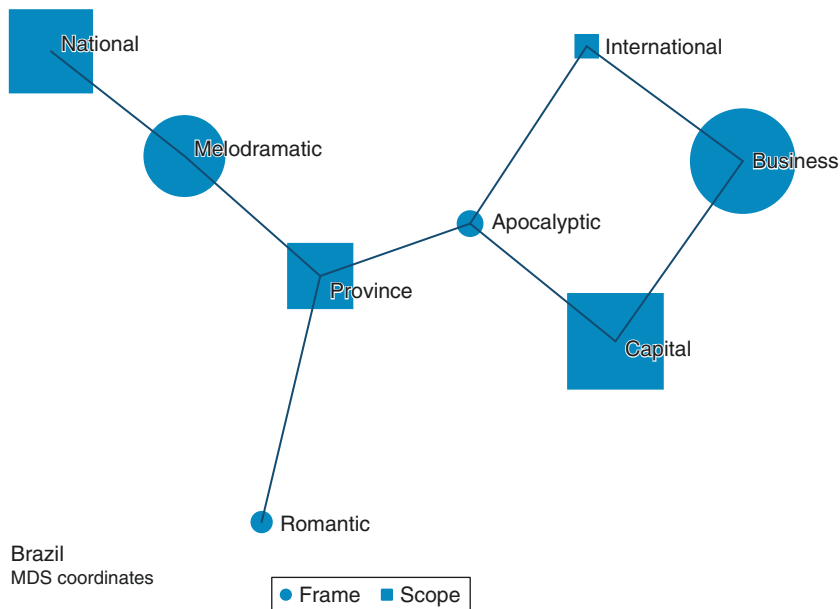 National
International
Melodramatic
Business
Apocalyptic
Province
Capital
Romantic
Brazil
MDS coordinates
Frame Scope